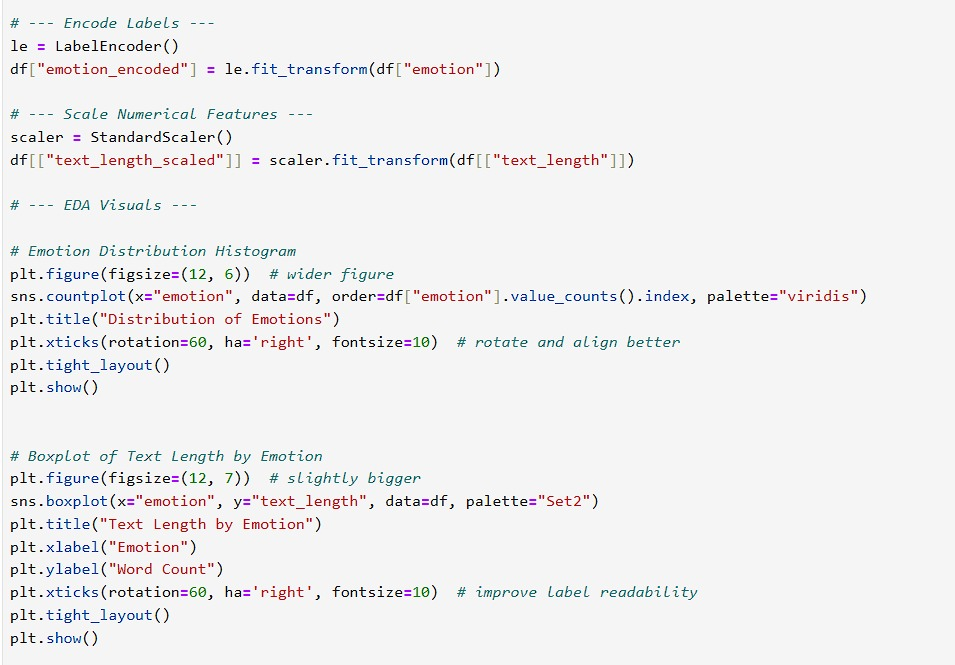 # --- Encode Labels ---
le = LabelEncoder()
df["emotion_encoded"] = le.fit_transform(df["emotion"])
# --- Scale Numerical Features ---
scaler = StandardScaler()
df[["text_length_scaled"]] = scaler.fit_transform(df[["text_length"]])
# --- EDA Visuals ---
# Emotion Distribution Histogram
plt.figure(figsize=(12, 6))  # wider figure
sns.countplot(x="emotion", data=df, order=df["emotion"].value_counts().index, palette="viridis")
plt.title("Distribution of Emotions")
plt.xticks(rotation=60, ha='right', fontsize=10)  # rotate and align better
plt.tight_layout()
plt.show()
# Boxplot of Text Length by Emotion
plt.figure(figsize=(12, 7))  # slightly bigger
sns.boxplot(x="emotion", y="text_length", data=df, palette="Set2")
plt.title("Text Length by Emotion")
plt.xlabel("Emotion")
plt.ylabel("Word Count")
plt.xticks(rotation=60, ha='right', fontsize=10)  # improve label readability
plt.tight_layout()
plt.show()